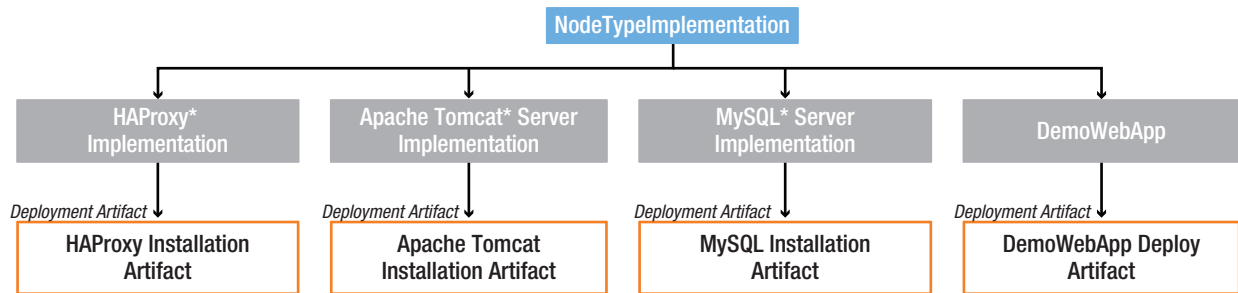 NodeTypeImplementation
HAProxy*
Implementation
Apache Tomcat* Server
Implementation
MySQL* Server
Implementation
DemoWebApp
Deployment Artifact
Deployment Artifact
Deployment Artifact
Deployment Artifact
HAProxy Installation
Artifact
Apache Tomcat
Installation Artifact
MySQL Installation
Artifact
DemoWebApp Deploy
Artifact